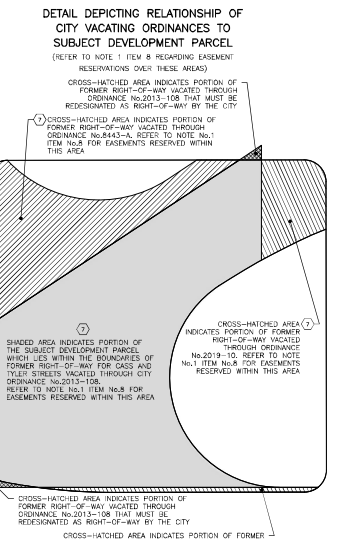 DETAIL DEPICTING RELATIONSHIP OF
CITY VACATING ORDINANCES TO
SUBJECT DEVELOPMENT PARCEL
(REFER TO NOTE 1 ITEM 8 REGARDING EASEMENT
RESERVATIONS OVER THESE AREAS)
CROSS-HATCHED AREA INDICATES PORTION OF
FORMER RIGHT-OF-WAY VACATED THROUGH
ORDINANCE No.2013-108 THAT MUST BE
REDESIGNATED AS RIGHT-OF-WAY BY THE CITY
7 CROSS-HATCHED AREA INDICATES PORTION OF
FORMER RIGHT-OF-WAY VACATED THROUGH
ORDINANCE No.8443-A. REFER TO NOTE No.1
ITEM No.8 FOR EASEMENTS RESERVED WITHIN
THIS AREA
7
SHADED AREA INDICATES PORTION OF
THE SUBJECT DEVELOPMENT PARCEL
WHICH LIES WITHIN THE BOUNDARIES OF
FORMER RIGHT-OF-WAY FOR CASS AND
TYLER STREETS VACATED THROUGH CITY
ORDINANCE No.2013-108.
REFER TO NOTE No.1 ITEM No.8 FOR
EASEMENTS RESERVED WITHIN THIS AREA
CROSS-HATCHED AREA 7
INDICATES PORTION OF FORMER
RIGHT-OF-WAY VACATED
THROUGH ORDINANCE
No.2019-10. REFER TO NOTE
No.1 ITEM No.8 FOR EASEMENTS
RESERVED WITHIN THIS AREA
CROSS-HATCHED AREA INDICATES PORTION OF
FORMER RIGHT-OF-WAY VACATED THROUGH
ORDINANCE No.2013-108 THAT MUST BE
REDESIGNATED AS RIGHT-OF-WAY BY THE CITY
CROSS-HATCHED AREA INDICATES PORTION OF FORMER